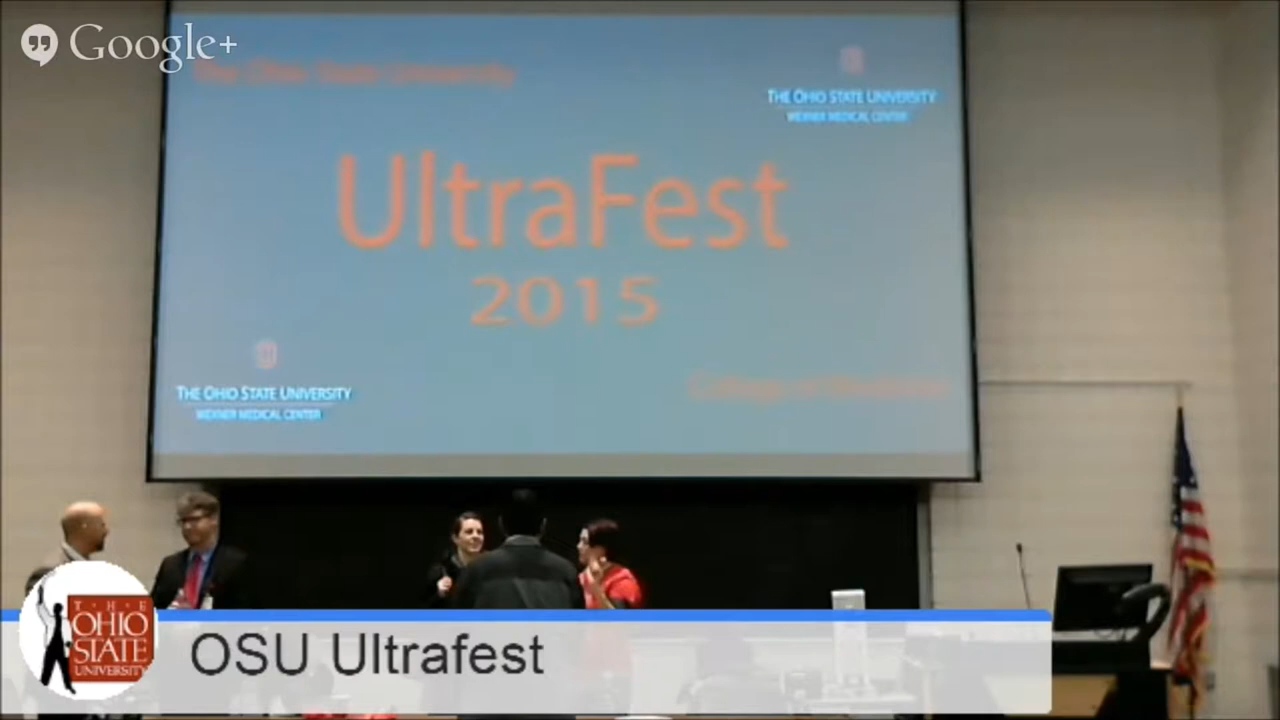 Google+
The Ohio State University
THE OHIO STATE UNIVERSITY
WEXNER MEDICAL CENTER
UltraFest
2015
THE OHIO STATE UNIVERSITY
WEXNER MEDICAL CENTER
College of Medicine
T·H·E
OHIO
STATE
UNIVERSITY
OSU Ultrafest